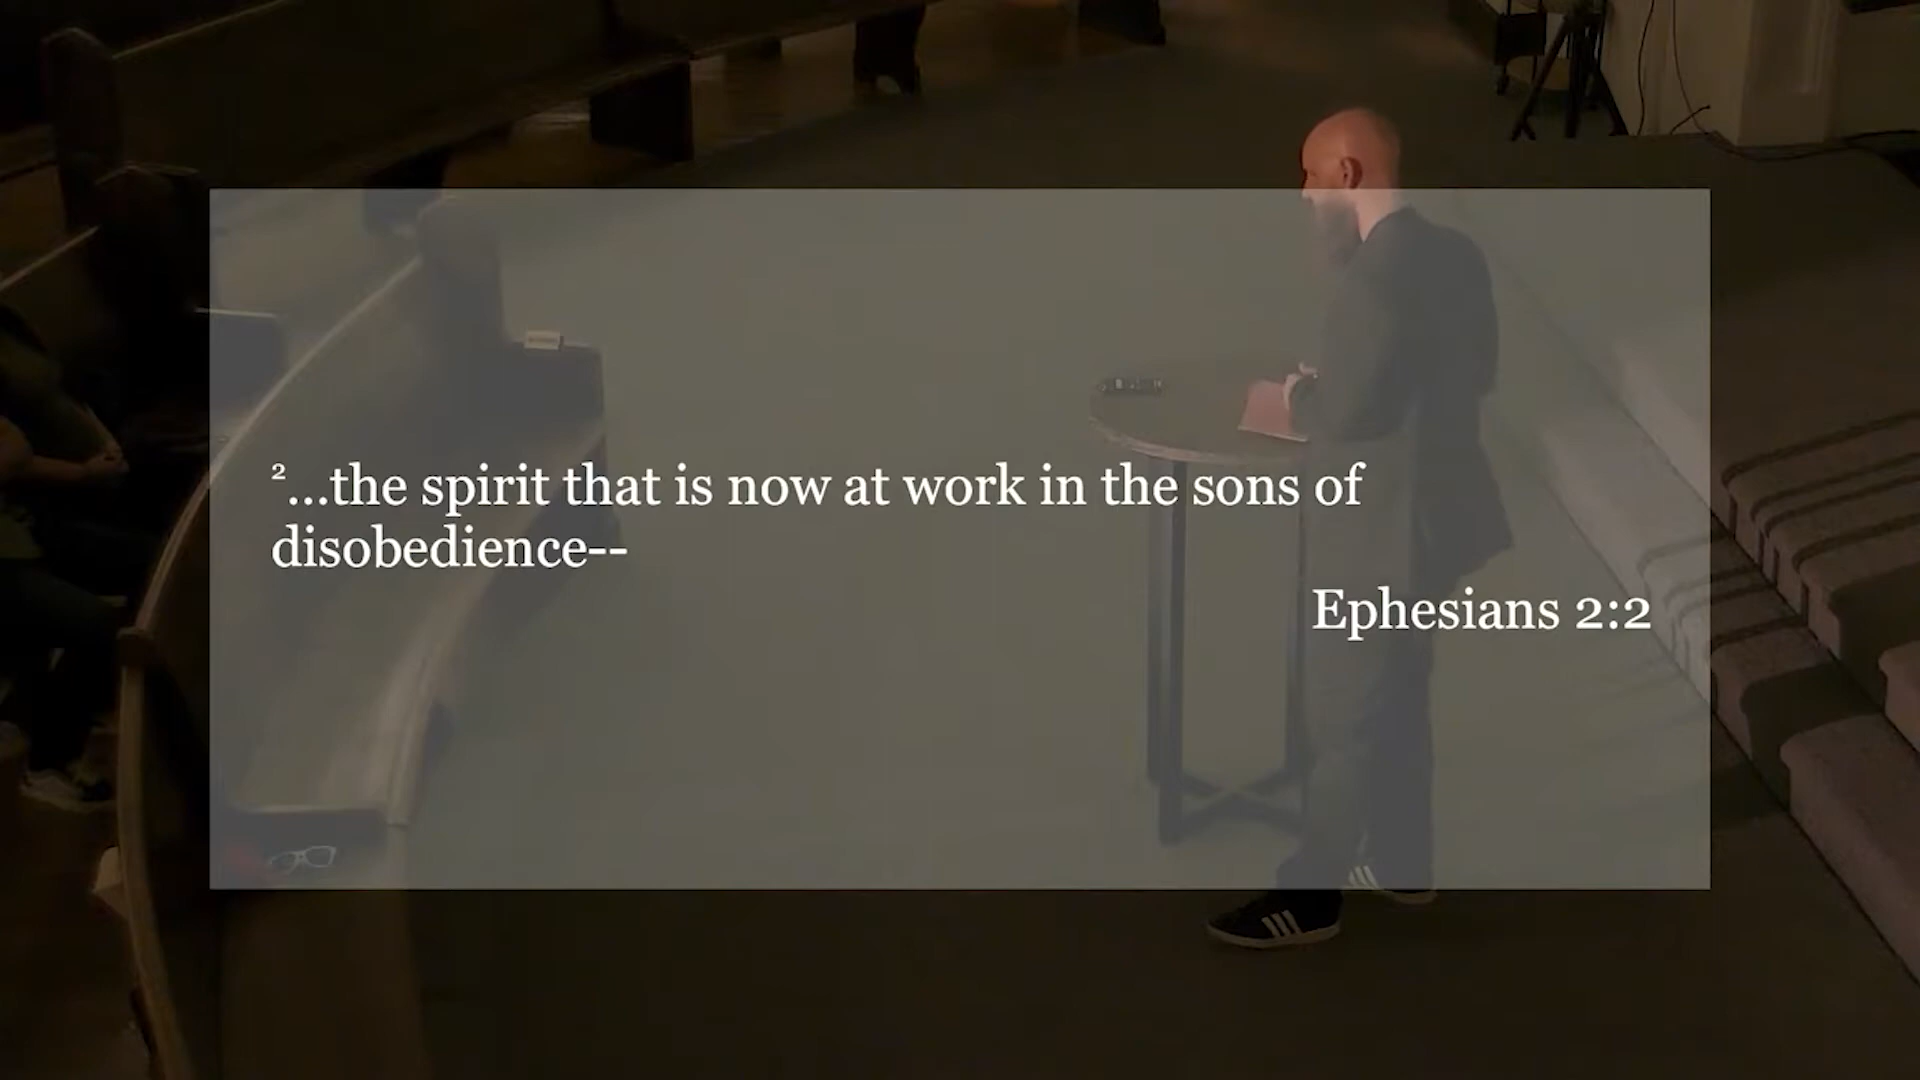 ²...the spirit that is now at work in the sons of
disobedience--
Ephesians 2:2